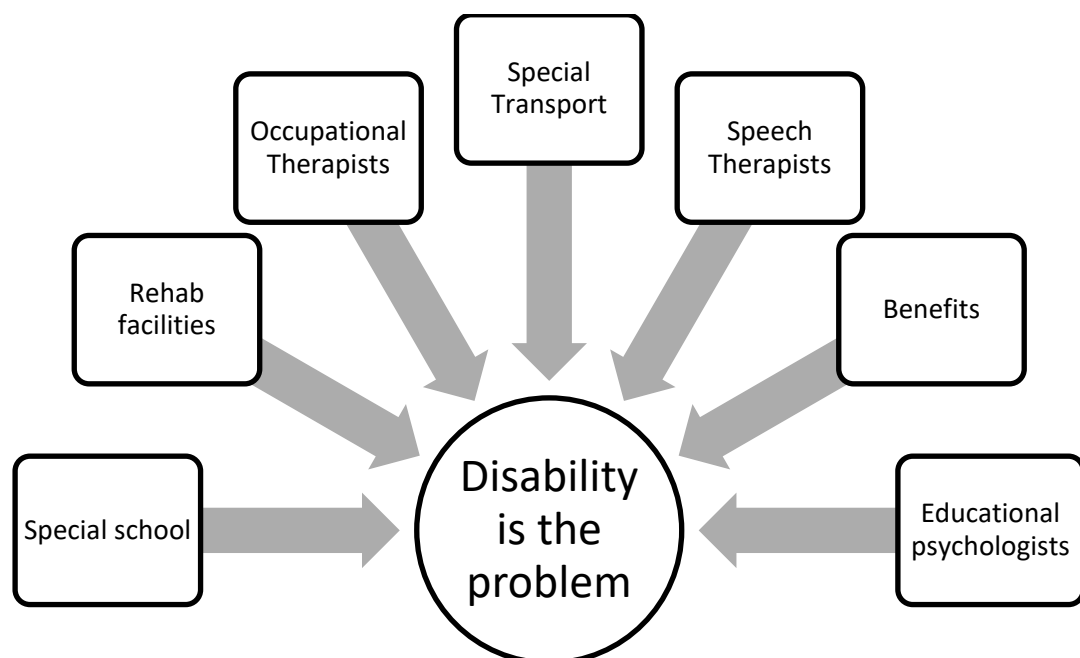 Special
Transport
Occupational
Therapists
Speech
Therapists
Rehab
facilities
Benefits
Special school
Disability
is the
problem
Educational
psychologists